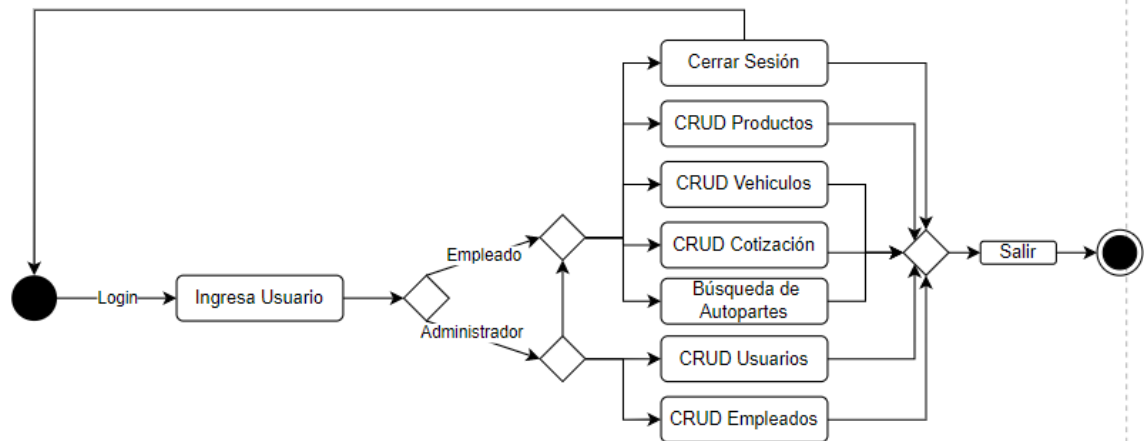 Cerrar Sesión
CRUD Productos
CRUD Vehiculos
Empleado
CRUD Cotización
Salir
Login
Ingresa Usuario
Búsqueda de
Autopartes
Administrador
CRUD Usuarios
CRUD Empleados